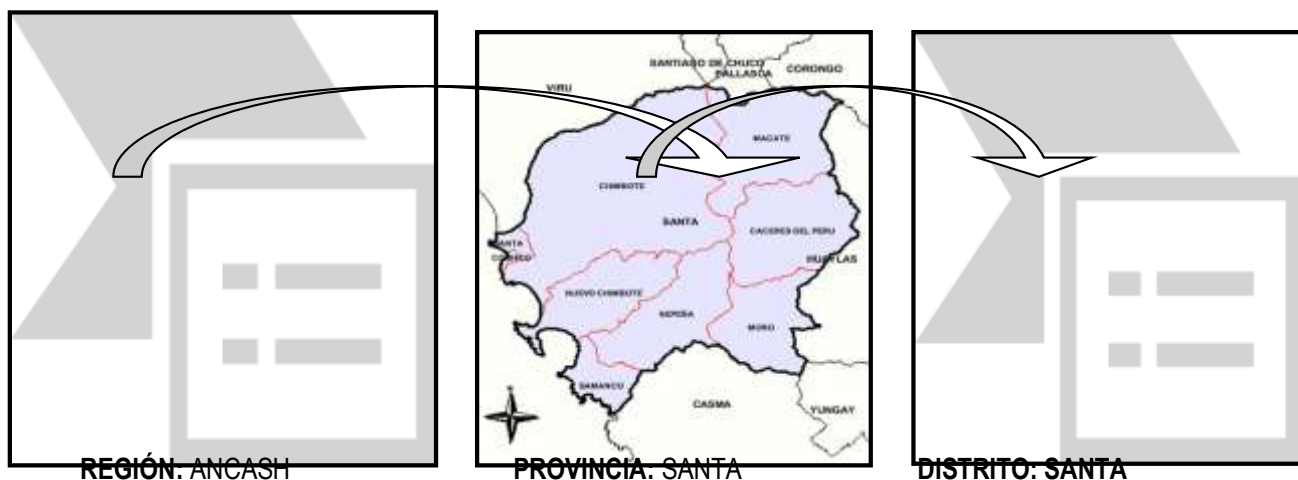 SANTIAGO DE CHUCO
PALLASCA
CORONGO
VIRU
MACATE
CHIMBOTE
SANTA
CACERES DEL PERU
HUAYLAS
NUEVO CHIMBOTE
NEPEÑA
MORO
SAMANCO
CASMA
YUNGAY
REGIÓN: ANCASH
PROVINCIA: SANTA
DISTRITO: SANTA